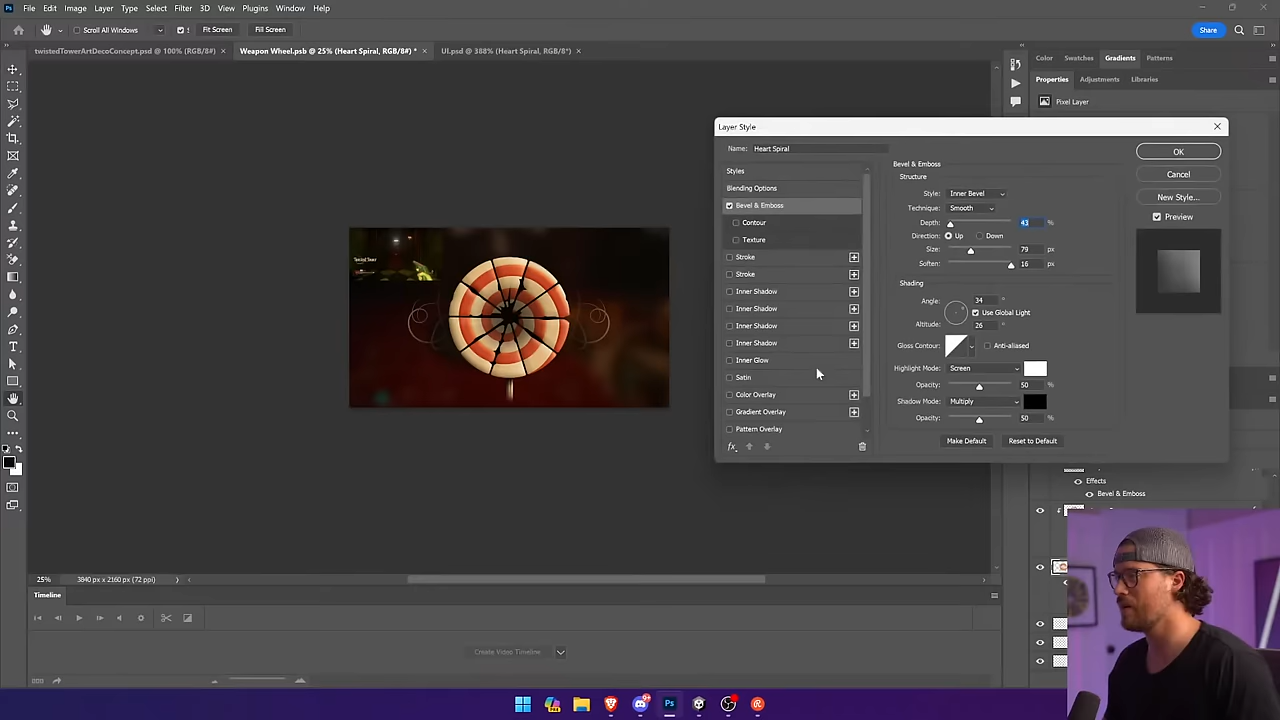 Ps File Edit Image Layer Type Select Filter 3D View Plugins Window Help
Scroll All Windows Fit Screen Fill Screen Share
twistedTowerArtDecoConcept.psd @ 100% (RGB/8#) × Weapon Wheel.psb @ 25% (Heart Spiral, RGB/8#) * × UI.psd @ 388% (Heart Spiral, RGB/8*) ×
Color Swatches Gradients Patterns
Properties Adjustments Libraries
Pixel Layer
Layer Style
Name: Heart Spiral
Styles
Blending Options
Bevel & Emboss
Contour
Texture
Stroke
Stroke
Inner Shadow
Inner Shadow
Inner Shadow
Inner Shadow
Inner Glow
Satin
Color Overlay
Gradient Overlay
Pattern Overlay
fx
Bevel & Emboss
Structure
Style: Inner Bevel
Technique: Smooth
Depth: 43 %
Direction: Up Down
Size: 79 px
Soften: 16 px
Shading
Angle: 34 °
Use Global Light
Altitude: 26 °
Gloss Contour: Anti-aliased
Highlight Mode: Screen
Opacity: 50 %
Shadow Mode: Multiply
Opacity: 50 %
Make Default Reset to Default
OK
Cancel
New Style...
Preview
Twisted Tower
Effects
Bevel & Emboss
25% 3840 px x 2160 px (72 ppi)
Timeline
Create Video Timeline
Ps